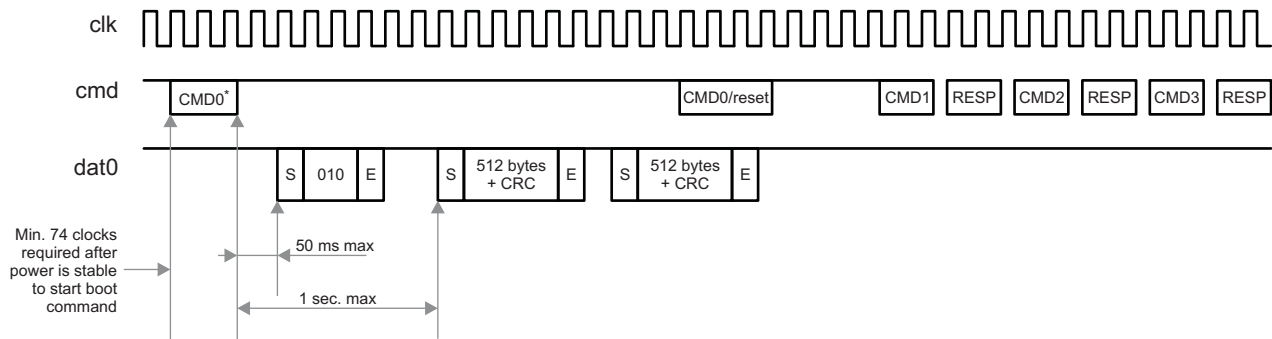 clk
cmd
CMD0*
CMD0/reset
CMD1
RESP
CMD2
RESP
CMD3
RESP
dat0
S
010
E
S
512 bytes
+ CRC
E
S
512 bytes
+ CRC
E
Min. 74 clocks
required after
power is stable
to start boot
command
50 ms max
1 sec. max